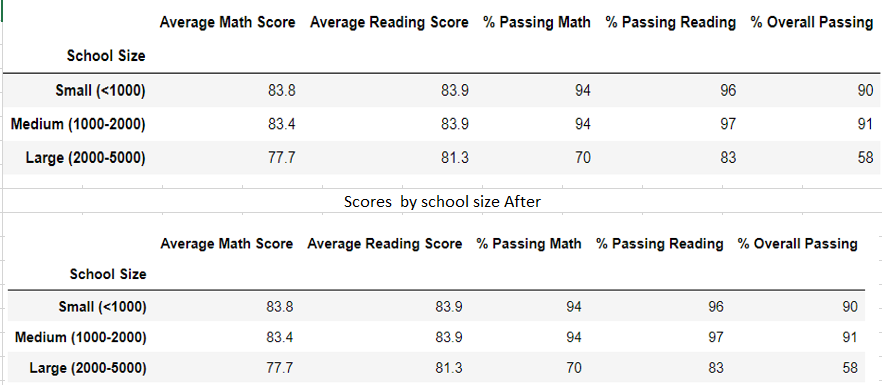 Average Math Score Average Reading Score % Passing Math % Passing Reading % Overall Passing
School Size
Small (<1000) 83.8 83.9 94 96 90
Medium (1000-2000) 83.4 83.9 94 97 91
Large (2000-5000) 77.7 81.3 70 83 58
Scores by school size After
Average Math Score Average Reading Score % Passing Math % Passing Reading % Overall Passing
School Size
Small (<1000) 83.8 83.9 94 96 90
Medium (1000-2000) 83.4 83.9 94 97 91
Large (2000-5000) 77.7 81.3 70 83 58